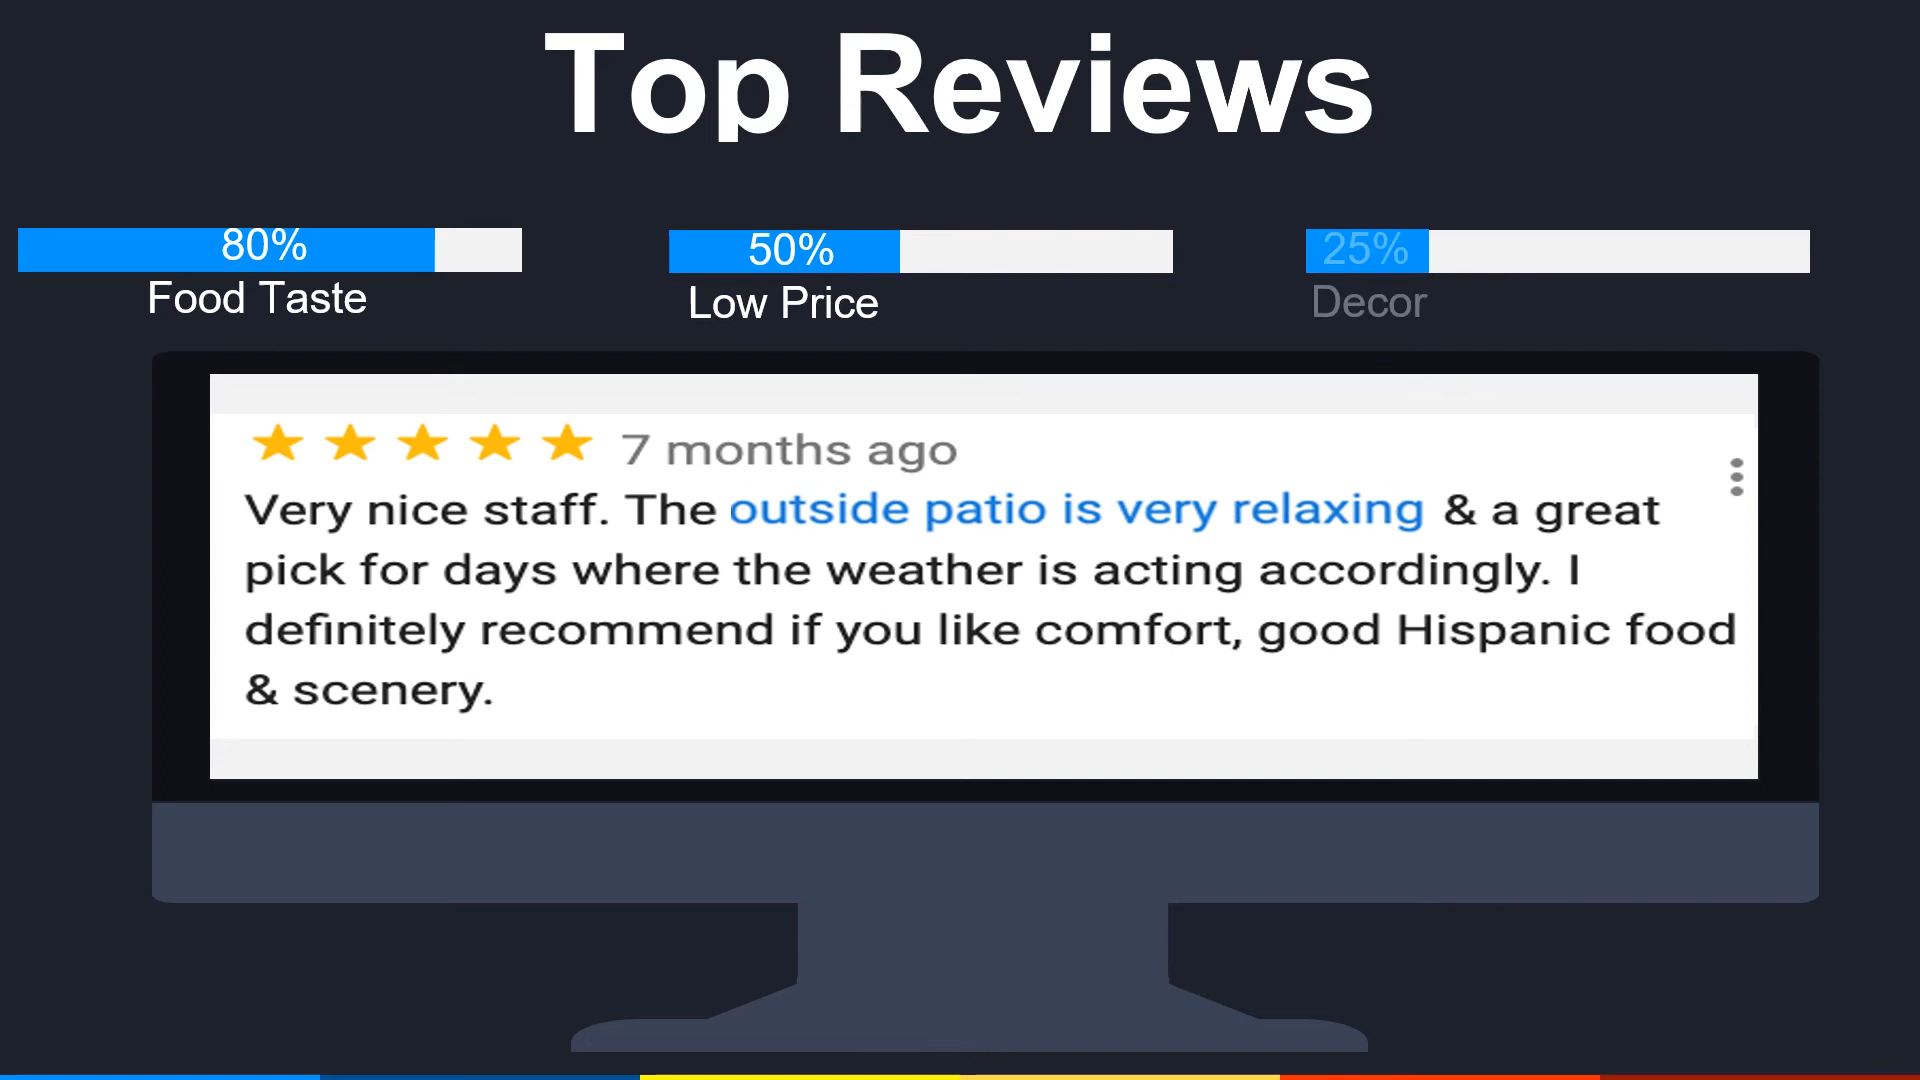 Top Reviews
80%
Food Taste
50%
Low Price
25%
Decor
7 months ago
Very nice staff. The outside patio is very relaxing & a great
pick for days where the weather is acting accordingly. I
definitely recommend if you like comfort, good Hispanic food
& scenery.